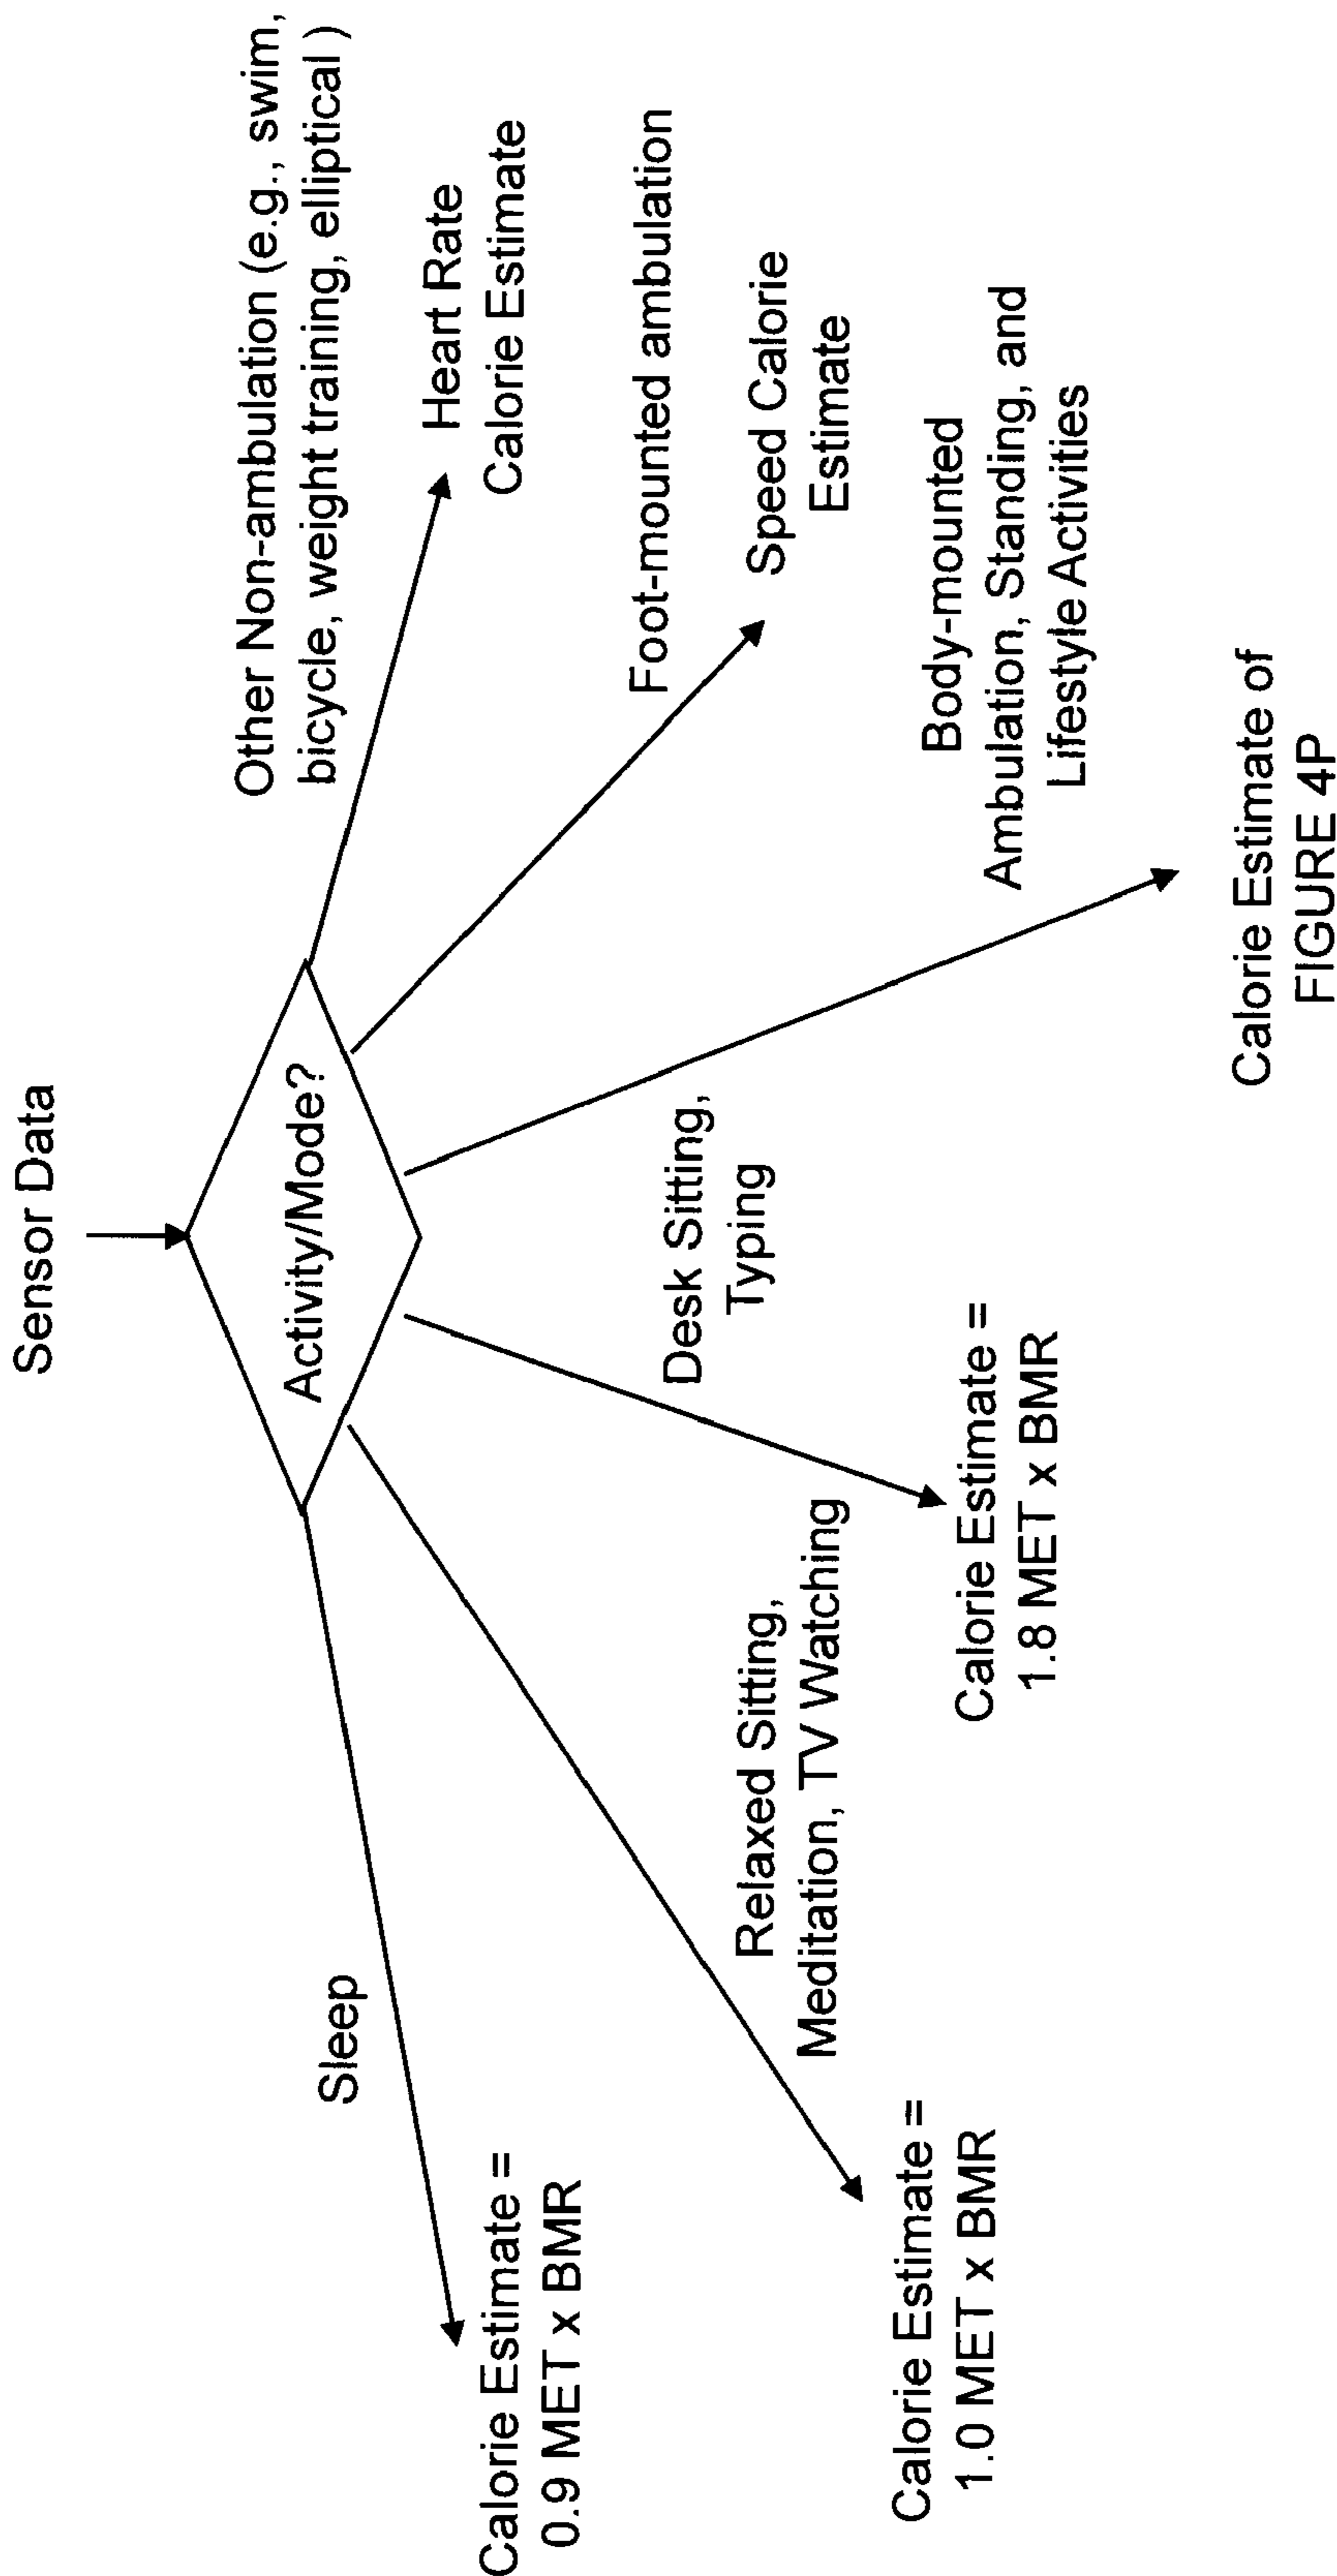 Sensor Data
Activity/Mode?
Sleep
Calorie Estimate =
0.9 MET x BMR
Relaxed Sitting,
Meditation, TV Watching
Calorie Estimate =
1.0 MET x BMR
Desk Sitting,
Typing
Calorie Estimate =
1.8 MET x BMR
Body-mounted
Ambulation, Standing, and
Lifestyle Activities
Calorie Estimate of
FIGURE 4P
Foot-mounted ambulation
Speed Calorie
Estimate
Other Non-ambulation (e.g., swim,
bicycle, weight training, elliptical )
Heart Rate
Calorie Estimate